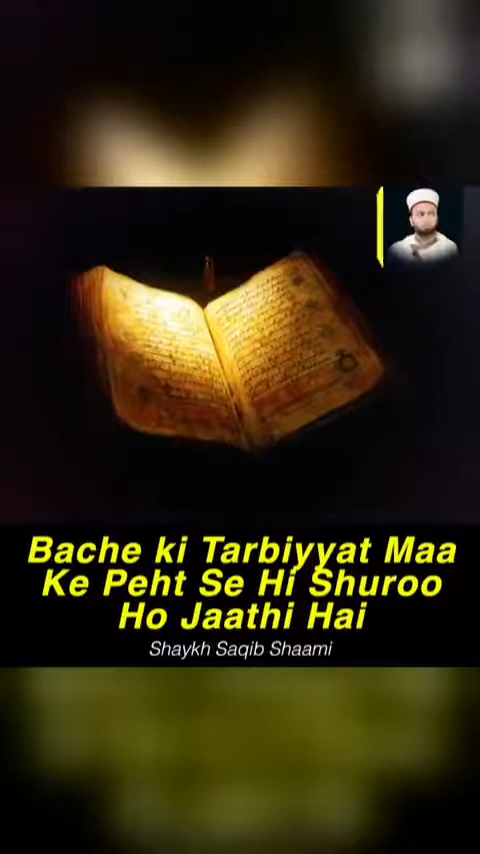 Bache ki Tarbiyyat Maa
Ke Peht Se Hi Shuroo
Ho Jaathi Hai
Shaykh Saqib Shaami